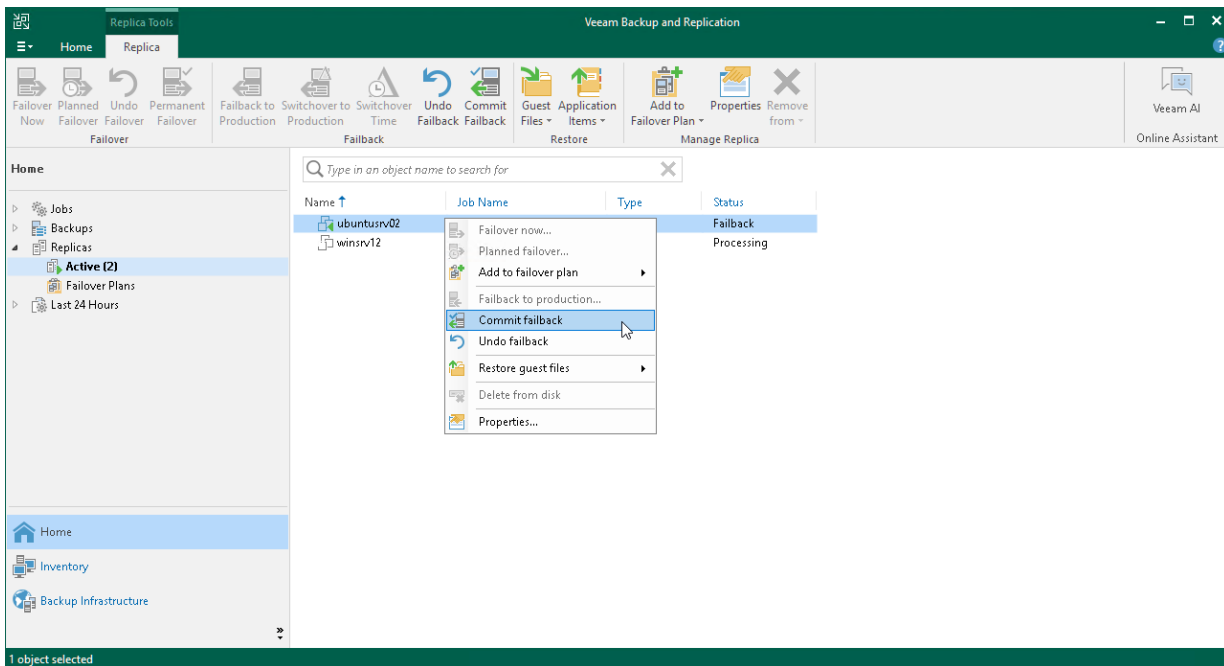 Replica Tools
Veeam Backup and Replication
Home Replica
Failover Now
Planned Failover
Undo Failover
Permanent Failover
Failback to Production
Switchover to Production
Switchover Time
Undo Failback
Commit Failback
Guest Files
Application Items
Add to Failover Plan
Properties
Remove from
Veeam AI
Failover
Failback
Restore
Manage Replica
Online Assistant
Home
Type in an object name to search for
Jobs
Backups
Replicas
Active (2)
Failover Plans
Last 24 Hours
Name Job Name Type Status
ubuntusrv02 Failback
winsrv12 Processing
Failover now...
Planned failover...
Add to failover plan
Failback to production...
Commit failback
Undo failback
Restore guest files
Delete from disk
Properties...
Home
Inventory
Backup Infrastructure
1 object selected